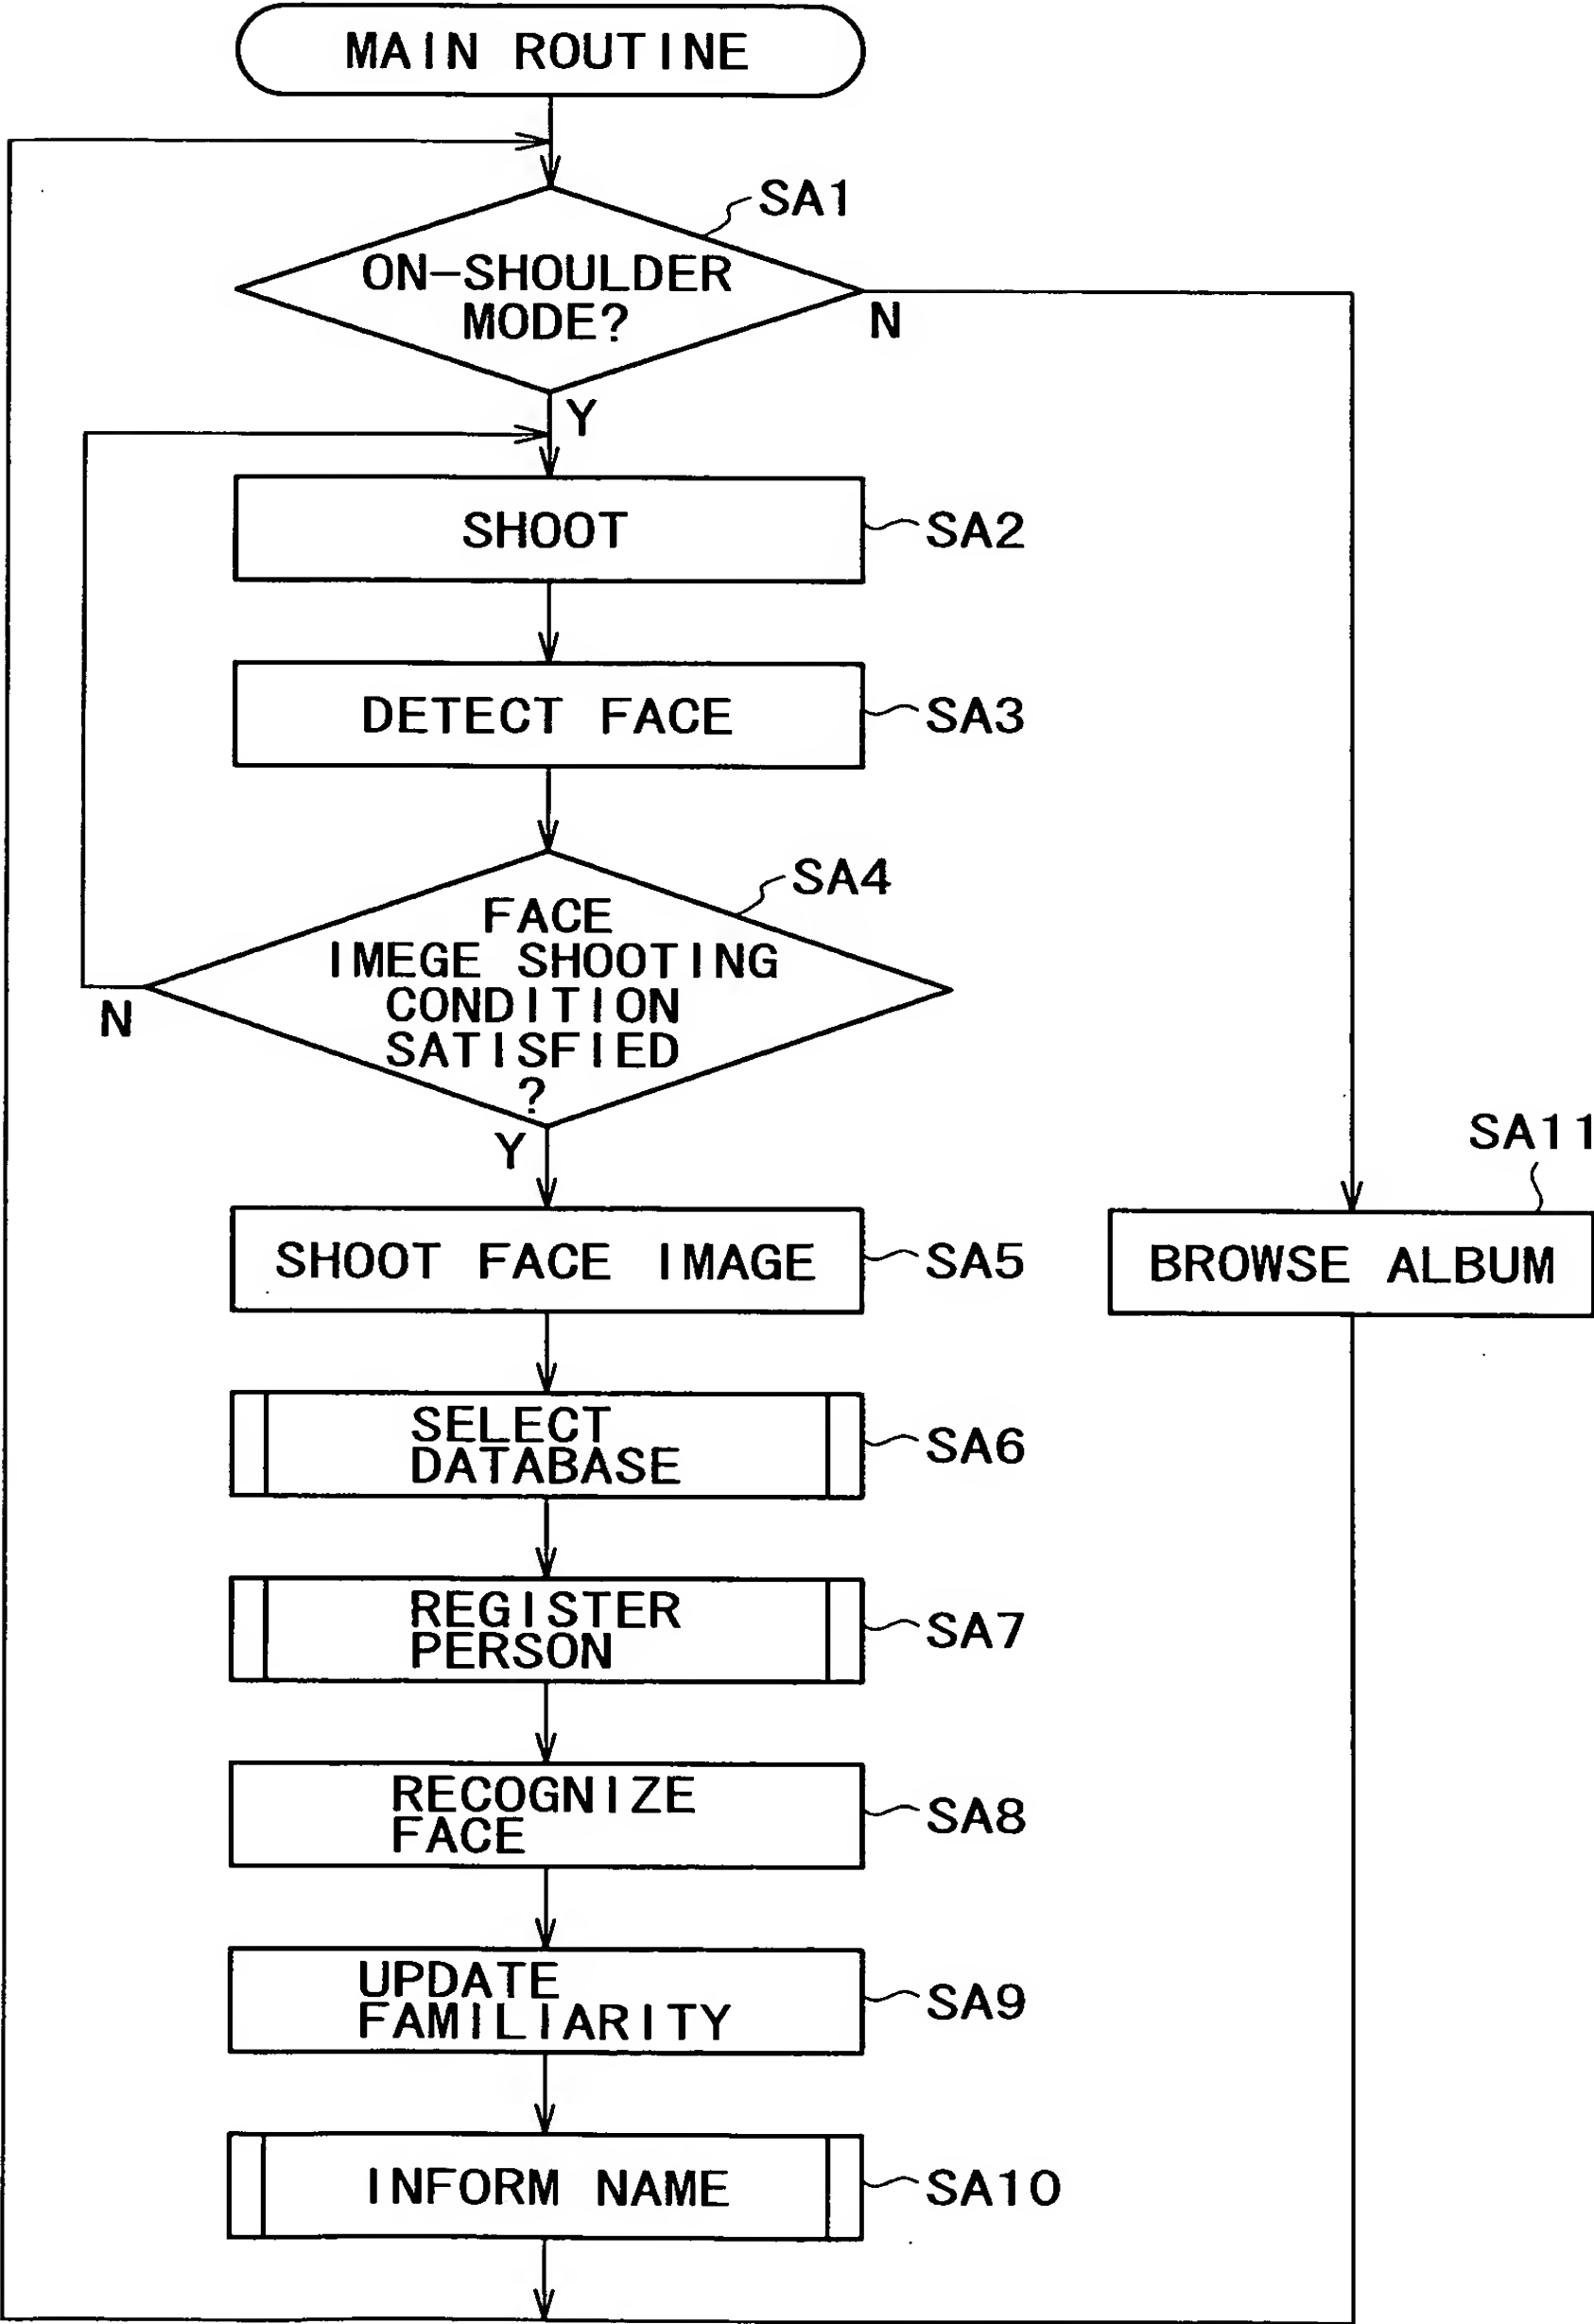 MAIN ROUTINE
SA1
ON-SHOULDER
MODE?
N
Y
SHOOT
SA2
DETECT FACE
SA3
SA4
FACE
IMEGE SHOOTING
CONDITION
SATISFIED
?
N
Y
SHOOT FACE IMAGE
SA5
SA11
BROWSE ALBUM
SELECT
DATABASE
SA6
REGISTER
PERSON
SA7
RECOGNIZE
FACE
SA8
UPDATE
FAMILIARITY
SA9
INFORM NAME
SA10